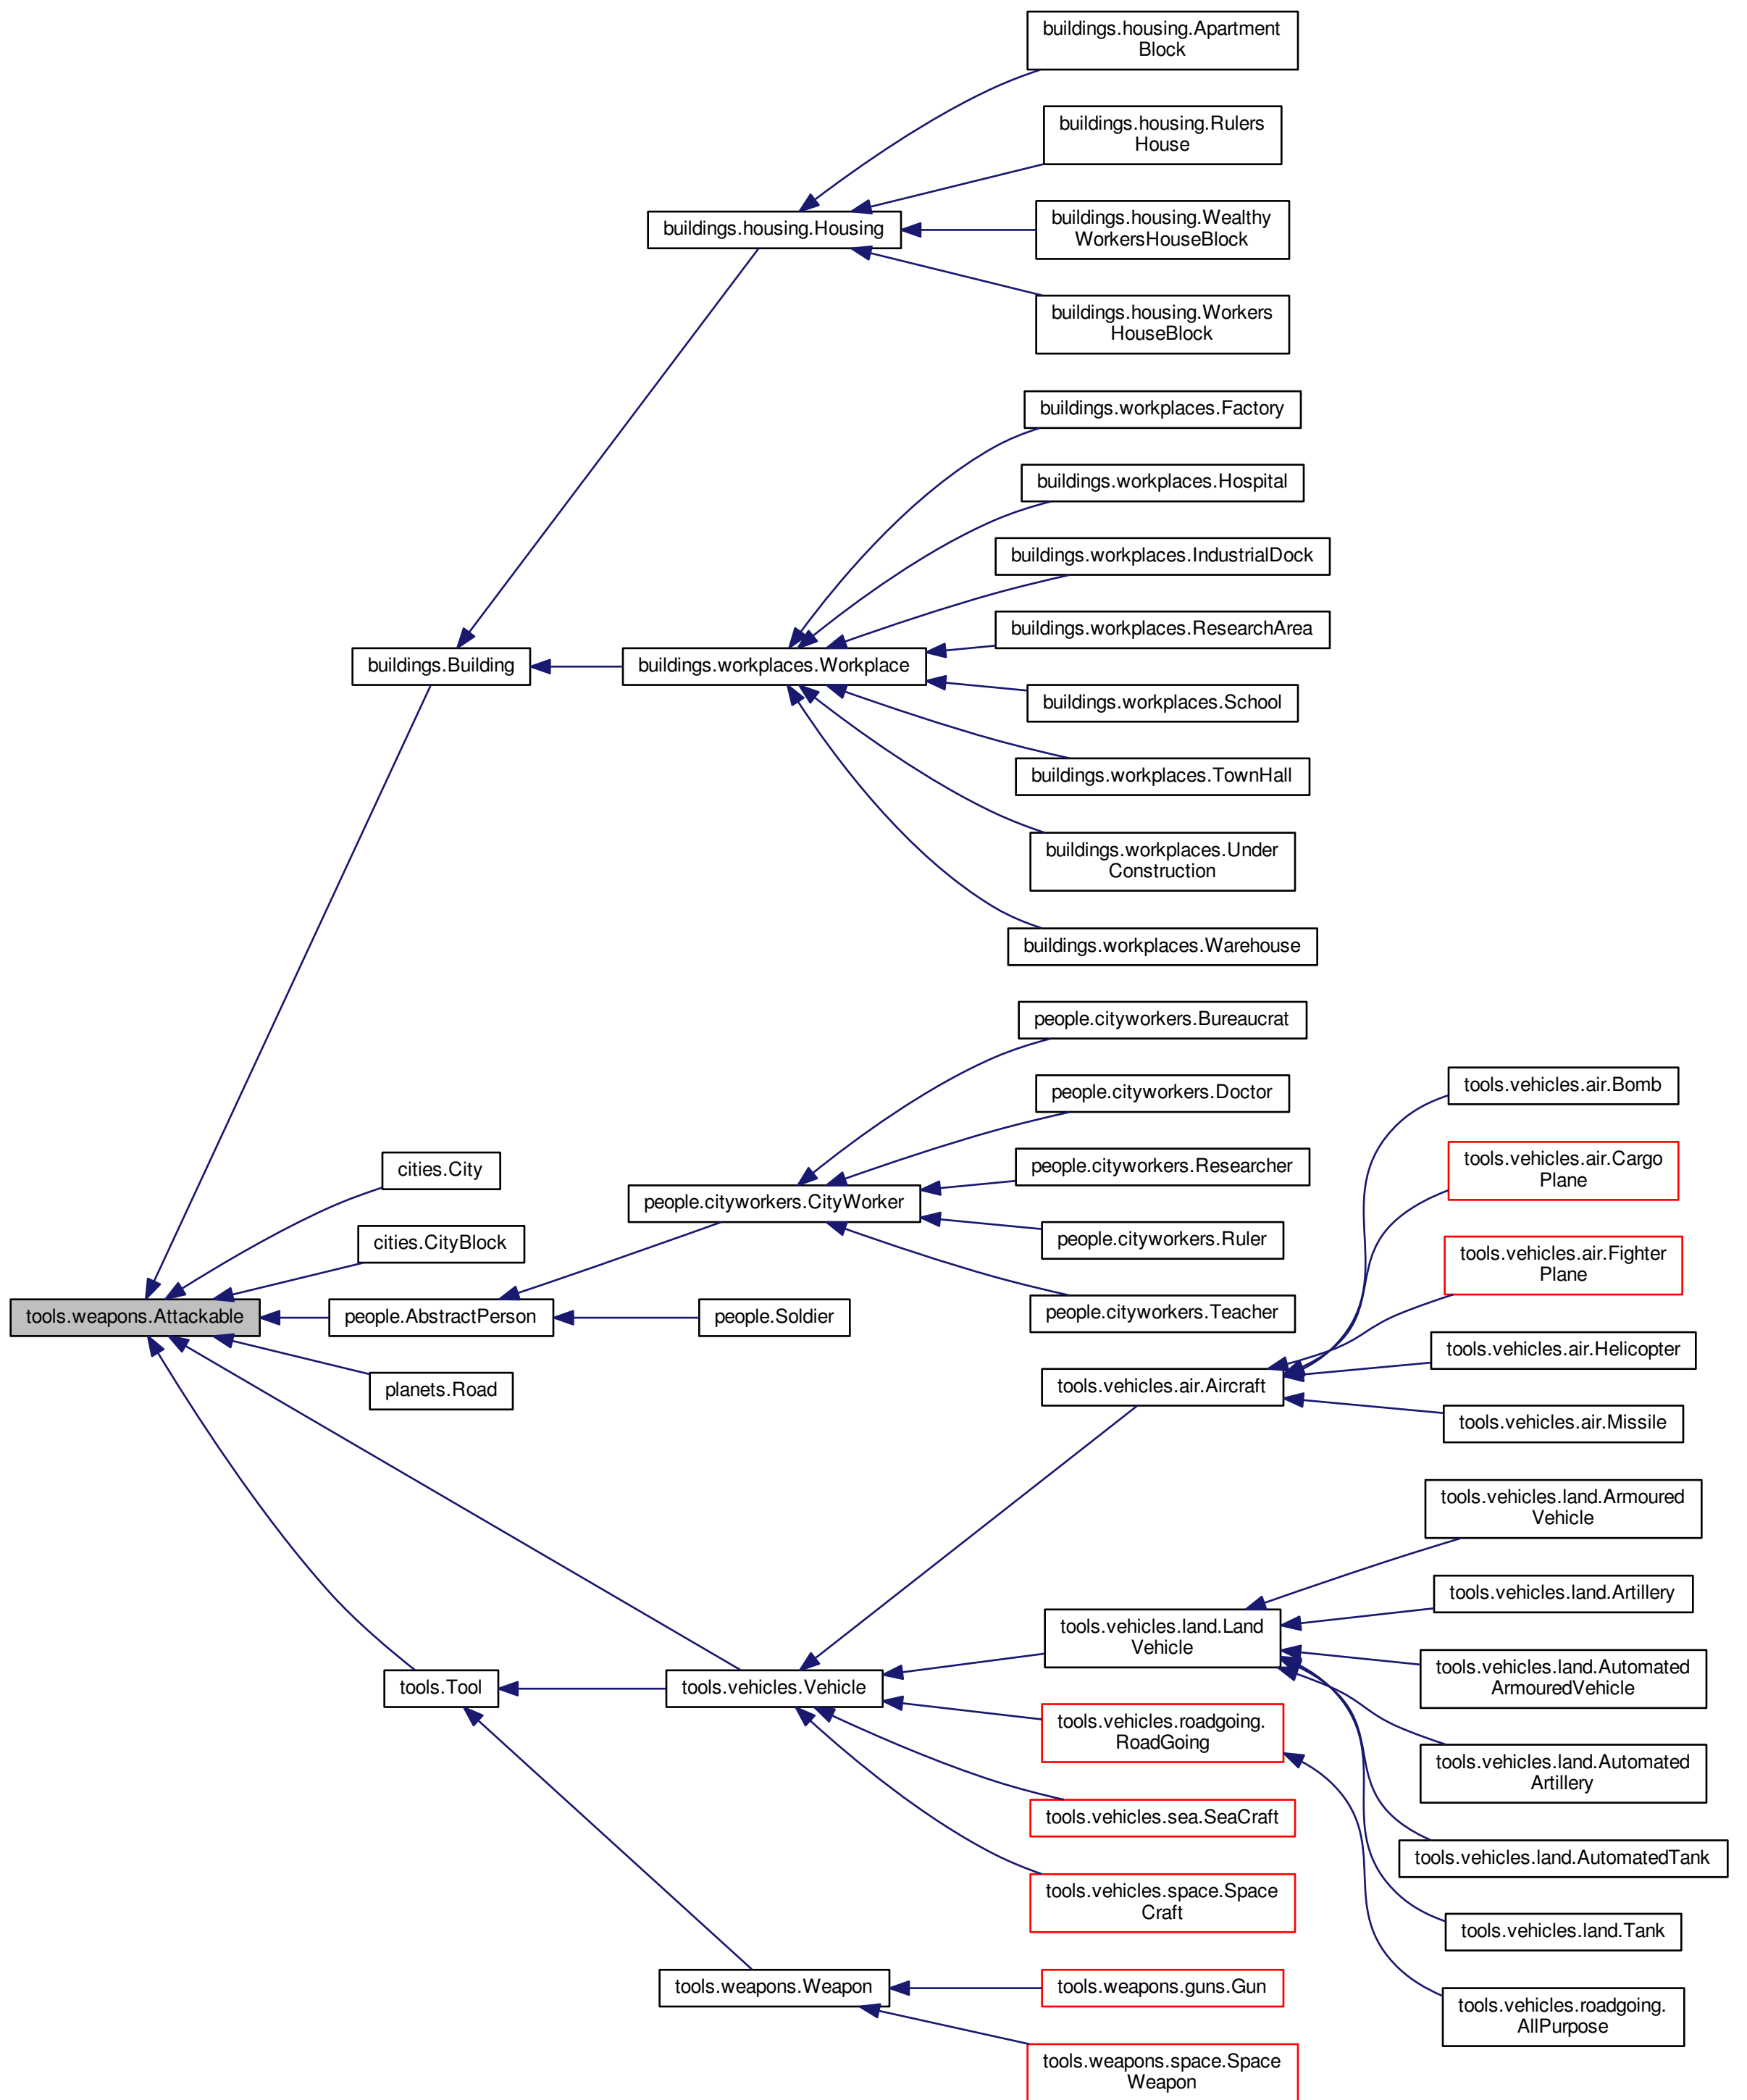 buildings.housing.Apartment
Block
buildings.housing.Rulers
House
buildings.housing.Housing
buildings.housing.Wealthy
WorkersHouseBlock
buildings.housing.Workers
HouseBlock
buildings.workplaces.Factory
buildings.workplaces.Hospital
buildings.workplaces.IndustrialDock
buildings.workplaces.ResearchArea
buildings.Building
buildings.workplaces.Workplace
buildings.workplaces.School
buildings.workplaces.TownHall
buildings.workplaces.Under
Construction
buildings.workplaces.Warehouse
people.cityworkers.Bureaucrat
people.cityworkers.Doctor
tools.vehicles.air.Bomb
cities.City
people.cityworkers.Researcher
tools.vehicles.air.Cargo
Plane
people.cityworkers.CityWorker
cities.CityBlock
people.cityworkers.Ruler
tools.vehicles.air.Fighter
Plane
tools.weapons.Attackable
people.AbstractPerson
people.Soldier
people.cityworkers.Teacher
tools.vehicles.air.Helicopter
planets.Road
tools.vehicles.air.Aircraft
tools.vehicles.air.Missile
tools.vehicles.land.Armoured
Vehicle
tools.vehicles.land.Artillery
tools.vehicles.land.Land
Vehicle
tools.vehicles.land.Automated
ArmouredVehicle
tools.Tool
tools.vehicles.Vehicle
tools.vehicles.roadgoing.
RoadGoing
tools.vehicles.land.Automated
Artillery
tools.vehicles.sea.SeaCraft
tools.vehicles.land.AutomatedTank
tools.vehicles.space.Space
Craft
tools.vehicles.land.Tank
tools.weapons.Weapon
tools.weapons.guns.Gun
tools.vehicles.roadgoing.
AllPurpose
tools.weapons.space.Space
Weapon